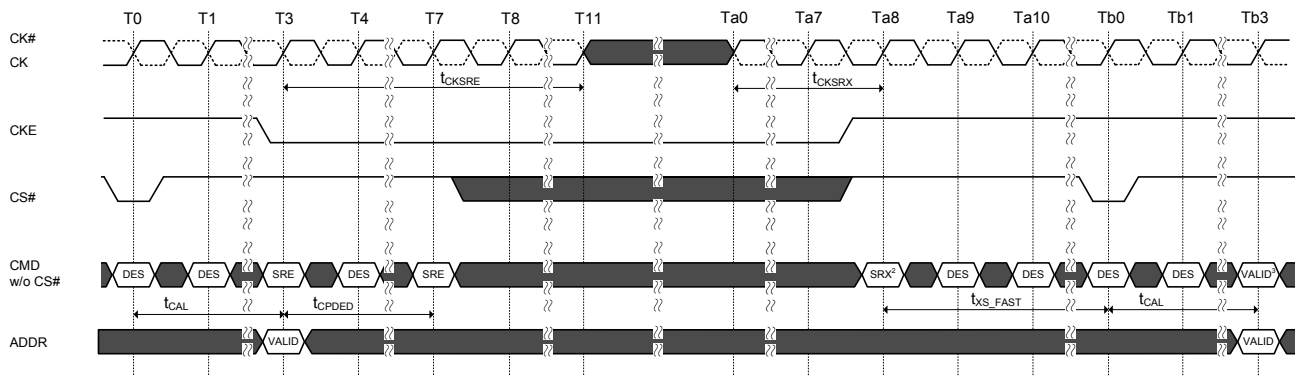 T0 T1 T3 T4 T7 T8 T11 Ta0 Ta7 Ta8 Ta9 Ta10 Tb0 Tb1 Tb3
CK#
CK
tCKSRE tCKSRX
CKE
CS#
CMD
w/o CS#
DES DES SRE DES SRE SRX2 DES DES DES DES VALID3
tCAL tCPDED tXS_FAST tCAL
ADDR
VALID VALID